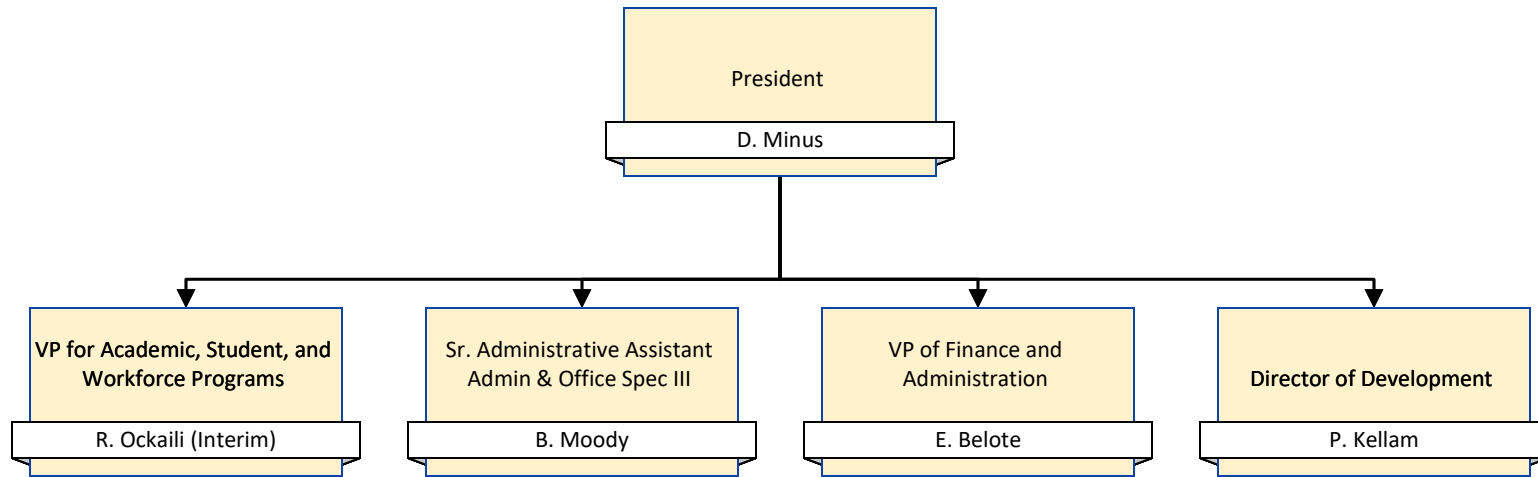 President
D. Minus
VP for Academic, Student, and
Workforce Programs
R. Ockaili (Interim)
Sr. Administrative Assistant
Admin & Office Spec III
B. Moody
VP of Finance and
Administration
E. Belote
Director of Development
P. Kellam